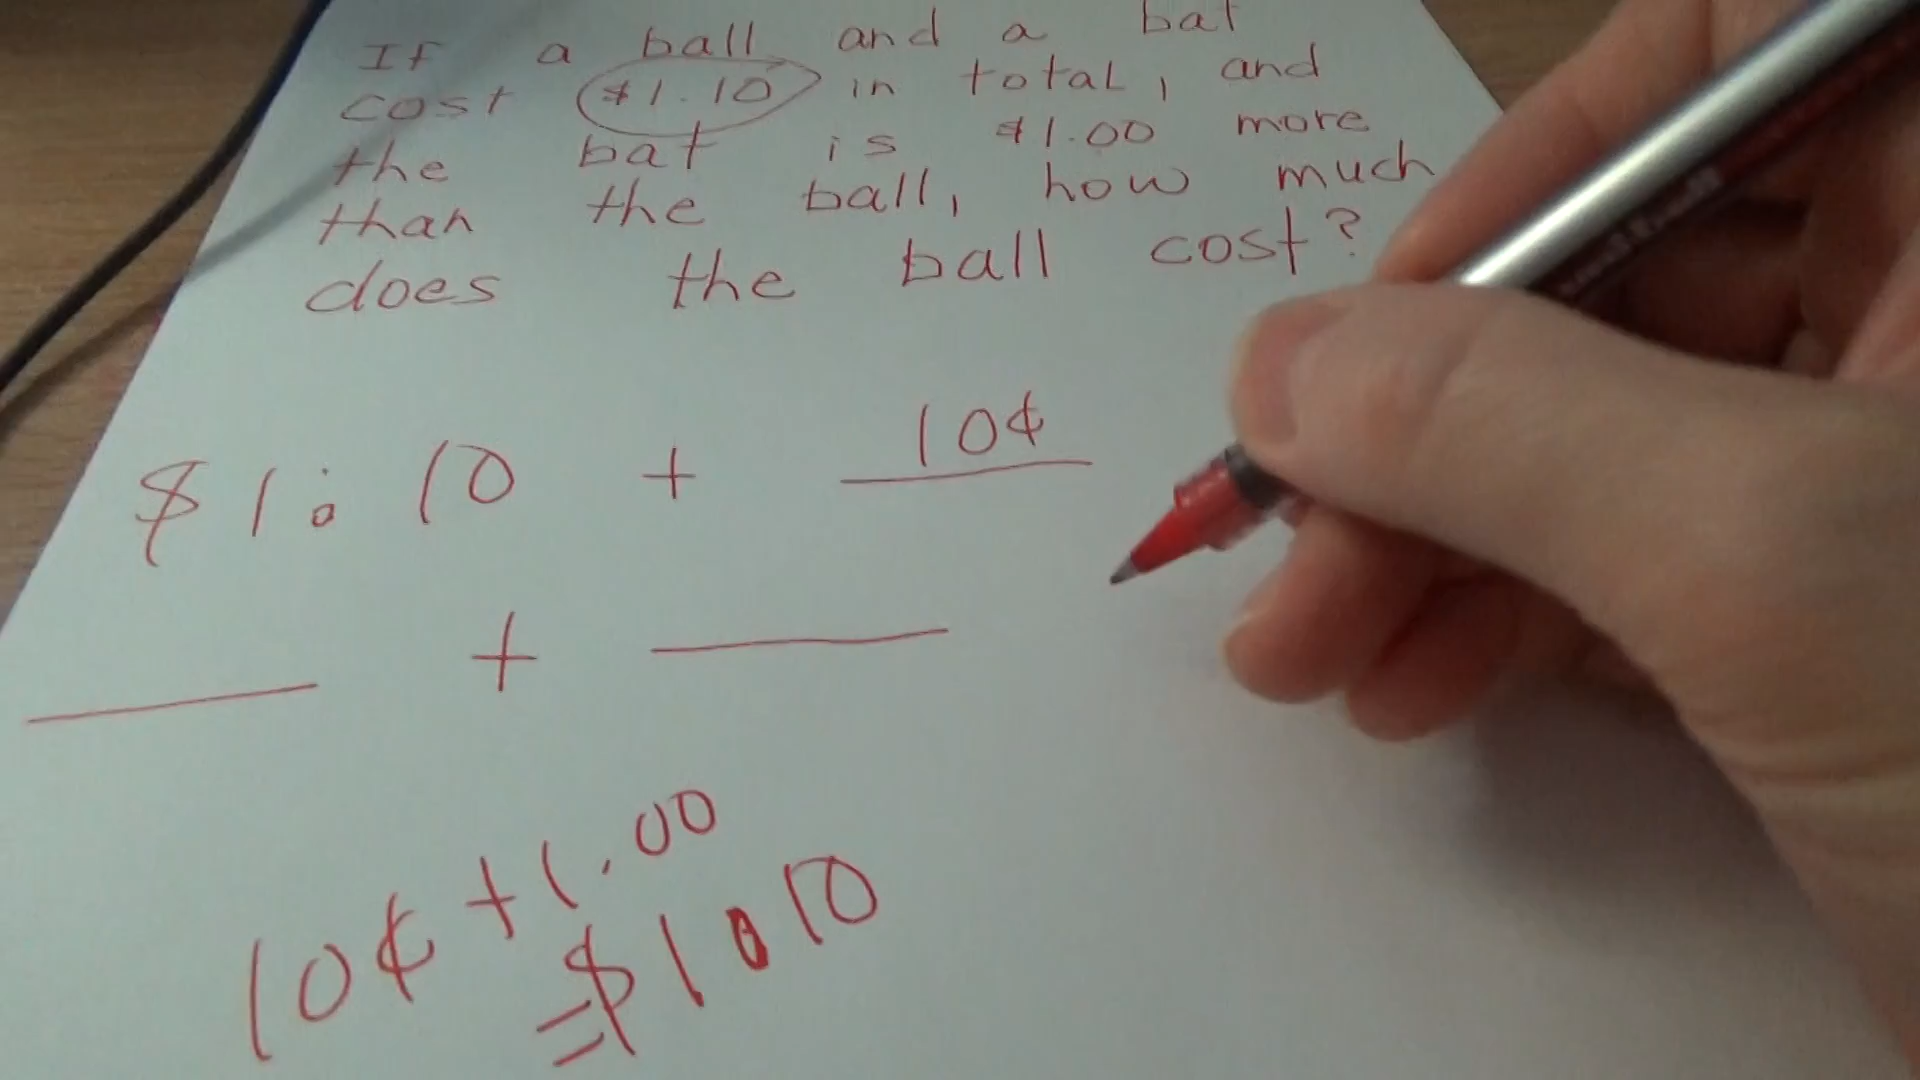 If a ball and a bat
cost $1.10 in total, and
the bat is $1.00 more
than the ball, how much
does the ball cost?
$1.10 + 10¢
+
10¢ + 1.00
= $1.10